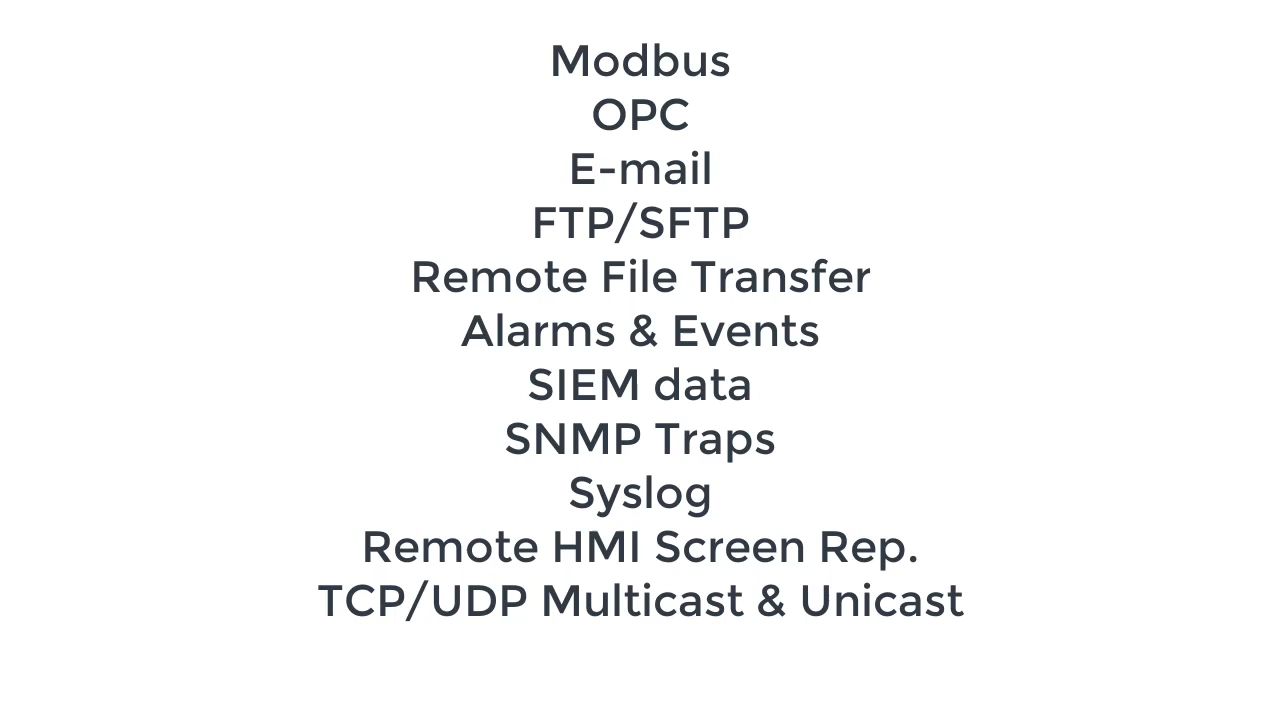 Modbus
OPC
E-mail
FTP/SFTP
Remote File Transfer
Alarms & Events
SIEM data
SNMP Traps
Syslog
Remote HMI Screen Rep.
TCP/UDP Multicast & Unicast